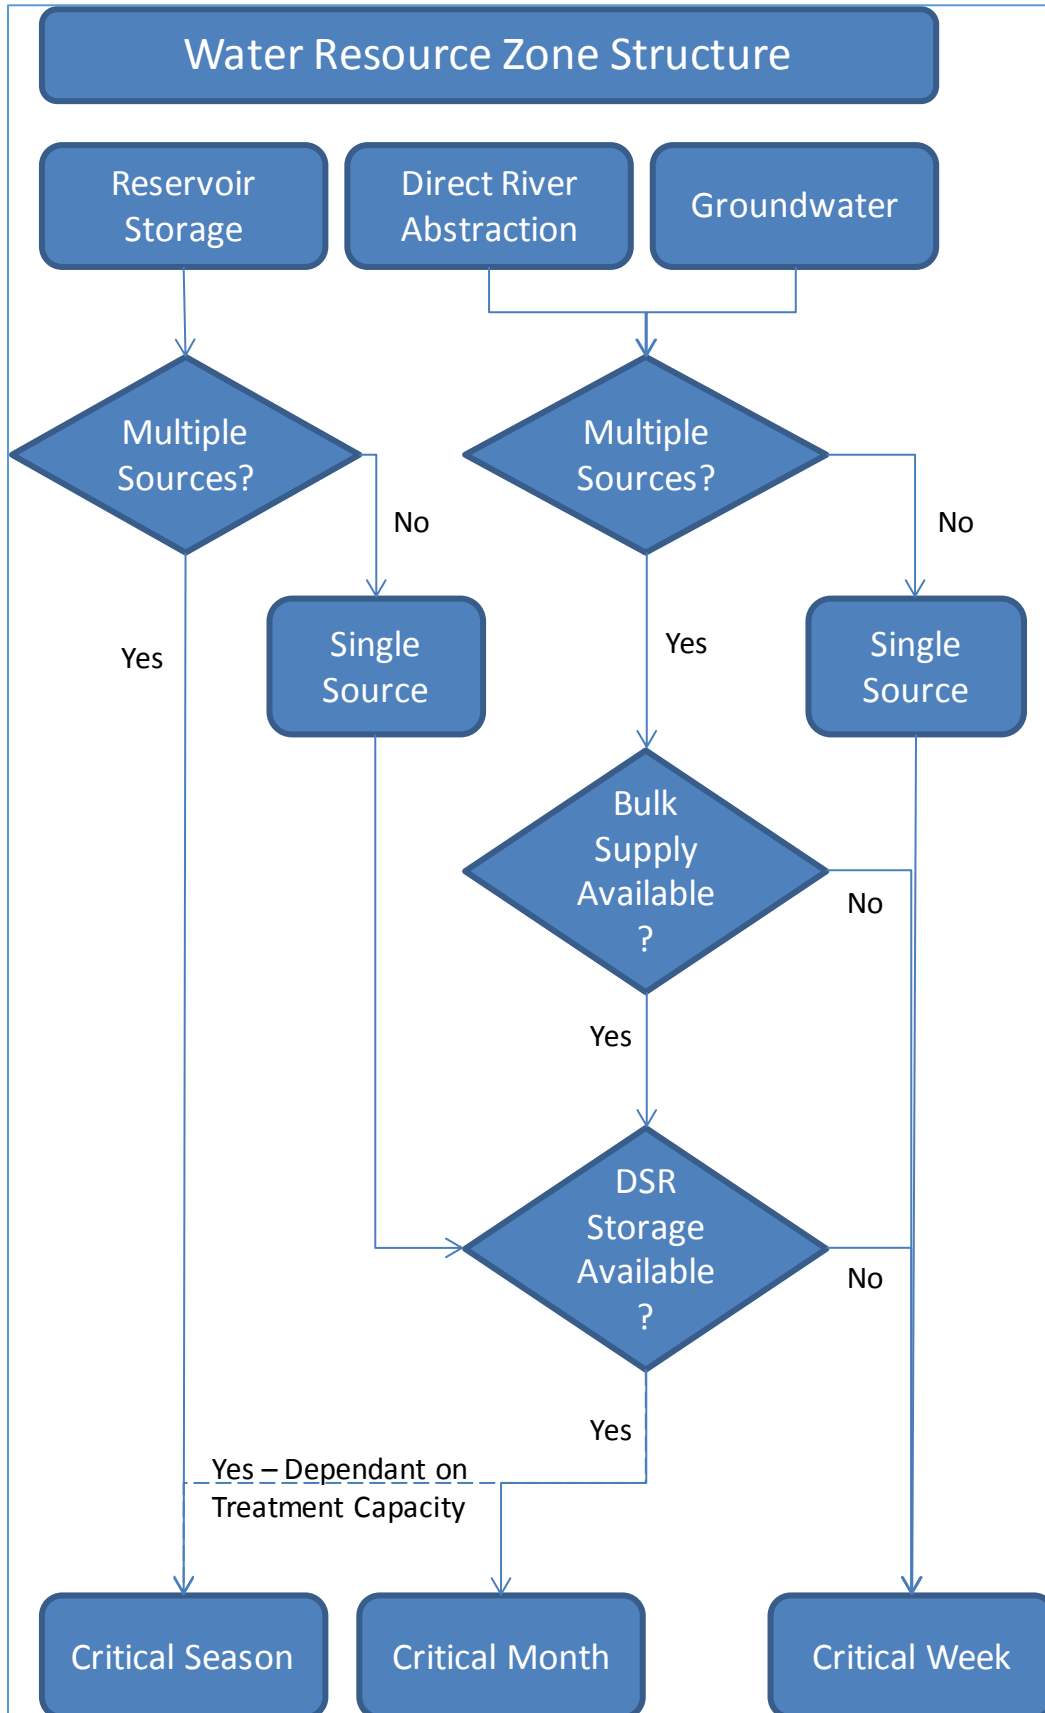 Water Resource Zone Structure
Reservoir
Storage
Direct River
Abstraction
Groundwater
Multiple
Sources?
Multiple
Sources?
No
No
Single
Source
Single
Source
Yes
Yes
Bulk
Supply
Available
?
No
Yes
DSR
Storage
Available
?
No
Yes
Yes – Dependant on
Treatment Capacity
Critical Season
Critical Month
Critical Week